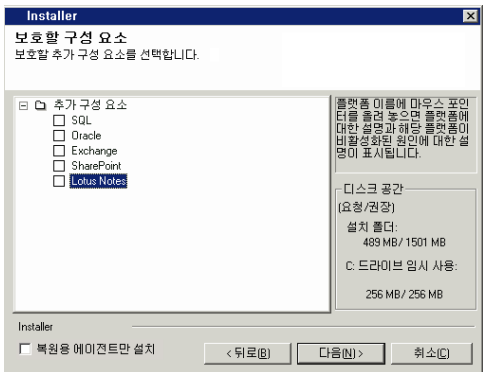 Installer
보호할 구성 요소
보호할 추가 구성 요소를 선택합니다.
추가 구성 요소
SQL
Oracle
Exchange
SharePoint
Lotus Notes
플랫폼 이름에 마우스 포인
터를 올려 놓으면 플랫폼에
대한 설명과 해당 플랫폼이
비활성화된 원인에 대한 설
명이 표시됩니다.
디스크 공간
(요청/권장)
설치 폴더:
489 MB/ 1501 MB
C: 드라이브 임시 사용:
256 MB/ 256 MB
Installer
복원용 에이전트만 설치
< 뒤로(B)
다음(N) >
취소(C)